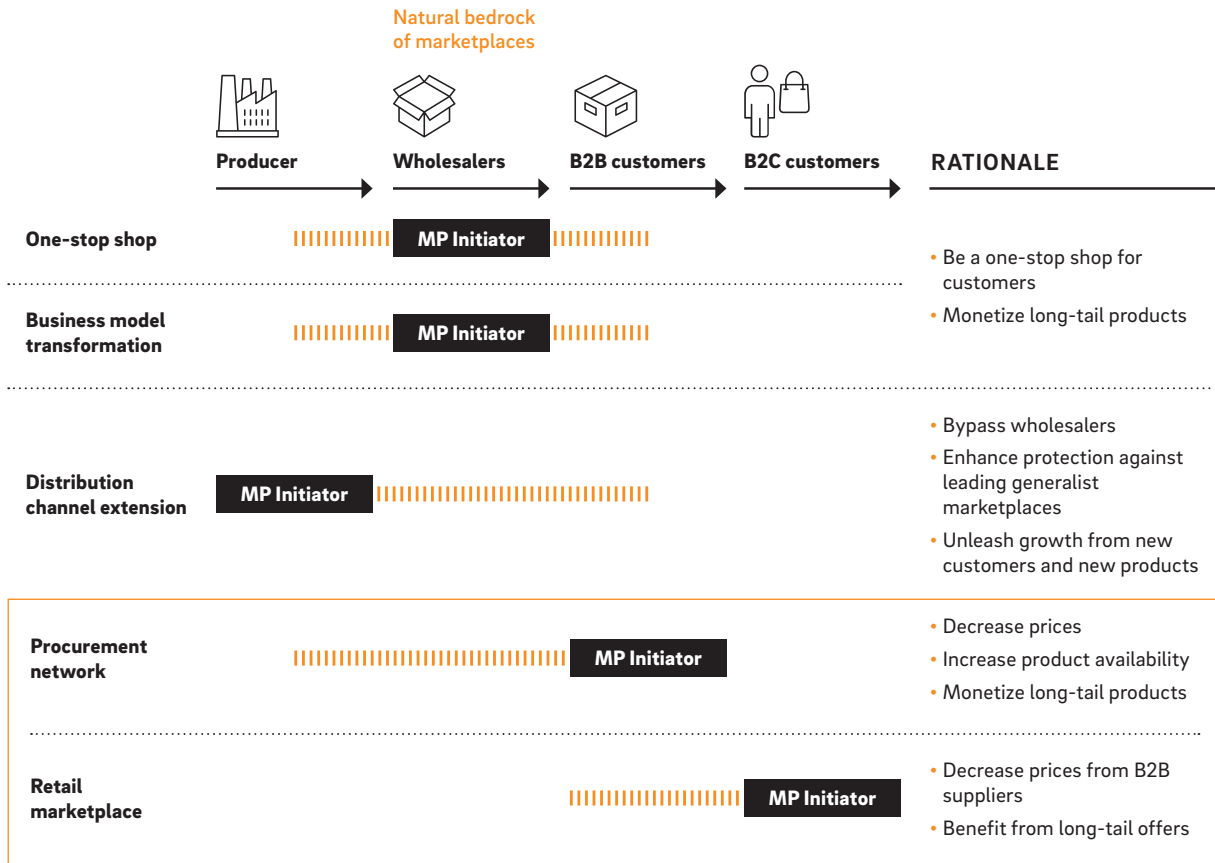 Natural bedrock
of marketplaces
Producer
Wholesalers
B2B customers
B2C customers
RATIONALE
One-stop shop
MP Initiator
• Be a one-stop shop for
customers
• Monetize long-tail products
Business model
transformation
MP Initiator
Distribution
channel extension
MP Initiator
• Bypass wholesalers
• Enhance protection against
leading generalist
marketplaces
• Unleash growth from new
customers and new products
Procurement
network
MP Initiator
• Decrease prices
• Increase product availability
• Monetize long-tail products
Retail
marketplace
MP Initiator
• Decrease prices from B2B
suppliers
• Benefit from long-tail offers